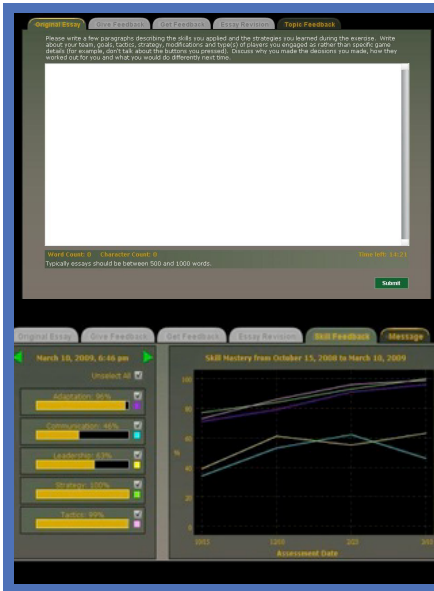 Original Essay Give Feedback Get Feedback Essay Revision Topic Feedback
Please write a few paragraphs describing the skills you applied and the strategies you learned during the exercise. Write
about your team, goals, tactics, strategy, modifications and type(s) of players you engaged as rather than specific game
details (for example, don't talk about the buttons you pressed). Discuss why you made the decisions you made, how they
worked out for you and what you would do differently next time.
Word Count: 0 Character Count: 0 Time left: 14:21
Typically essays should be between 500 and 1000 words.
Submit
Original Essay Give Feedback Get Feedback Essay Revision Skill Feedback Message
March 10, 2009, 6:46 pm
Unselect All
Adaptation: 96%
Communication: 46%
Leadership: 63%
Strategy: 100%
Tactics: 99%
Skill Mastery from October 15, 2008 to March 10, 2009
100
80
60
%
40
20
0
1210 203
Assessment Date